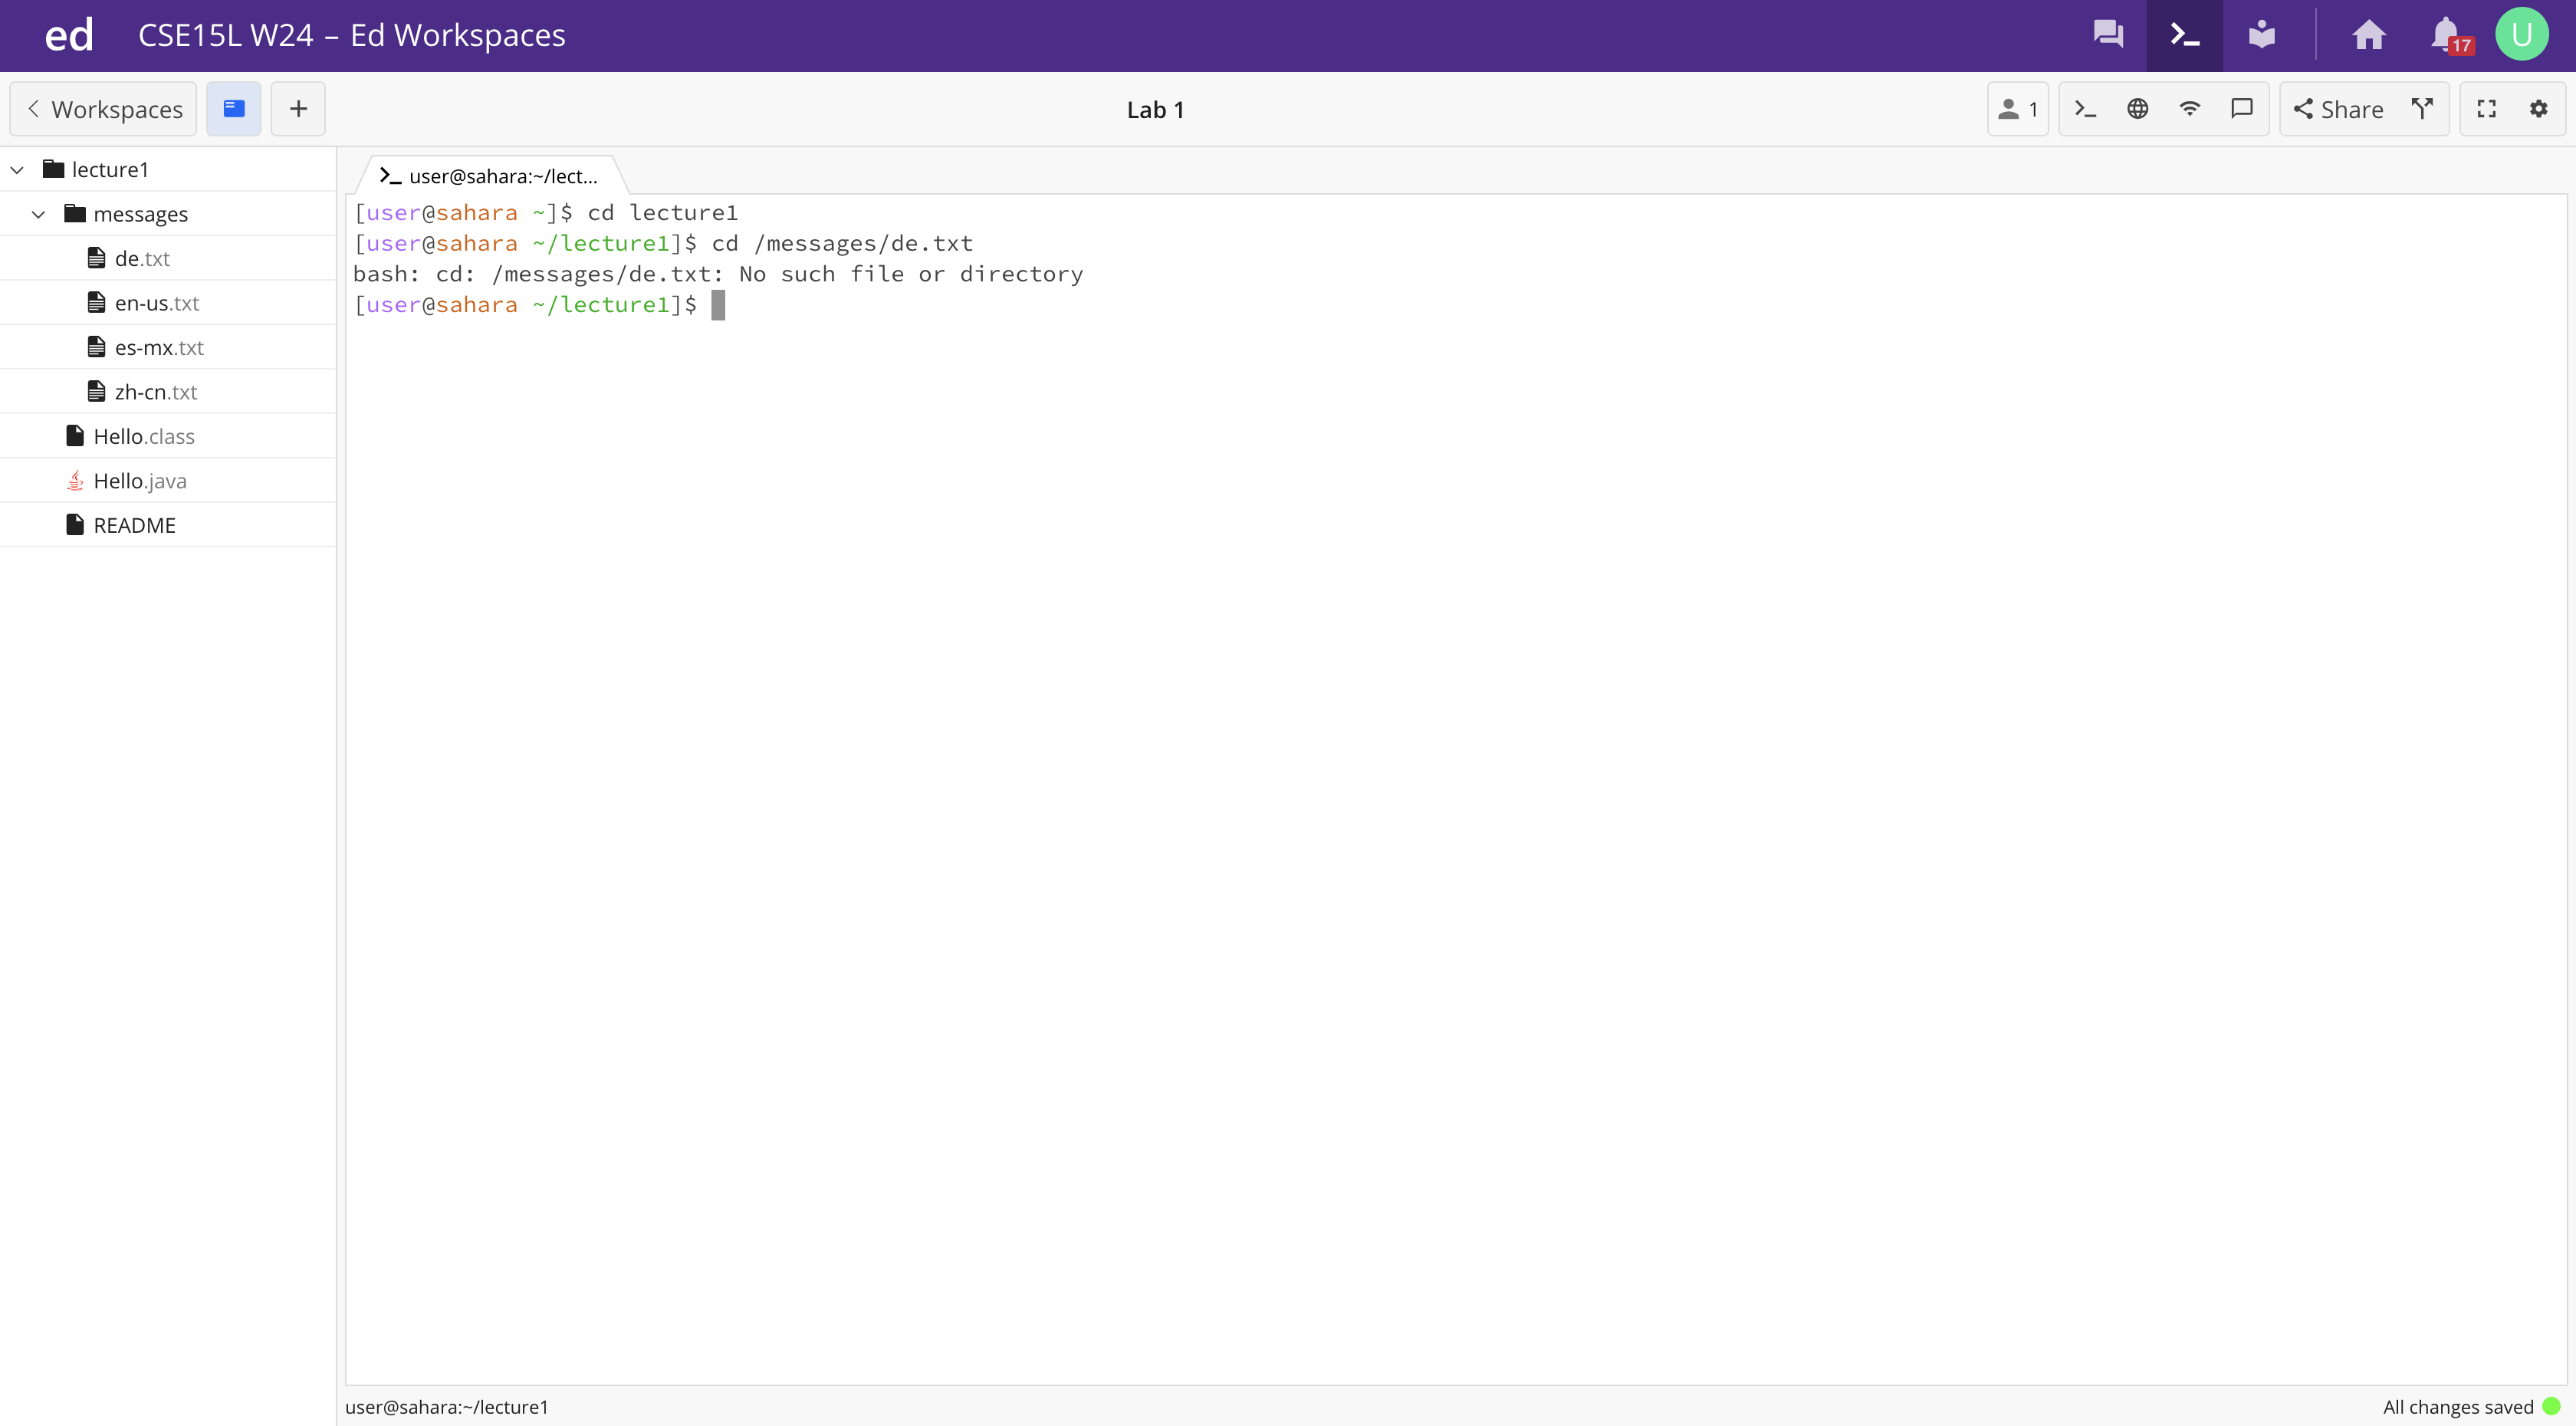 ed CSE15L W24 – Ed Workspaces 17 U
Workspaces + Lab 1 1 Share
lecture1
messages
de.txt
en-us.txt
es-mx.txt
zh-cn.txt
Hello.class
Hello.java
README
user@sahara:~/lect...
[user@sahara ~]$ cd lecture1
[user@sahara ~/lecture1]$ cd /messages/de.txt
bash: cd: /messages/de.txt: No such file or directory
[user@sahara ~/lecture1]$
user@sahara:~/lecture1 All changes saved